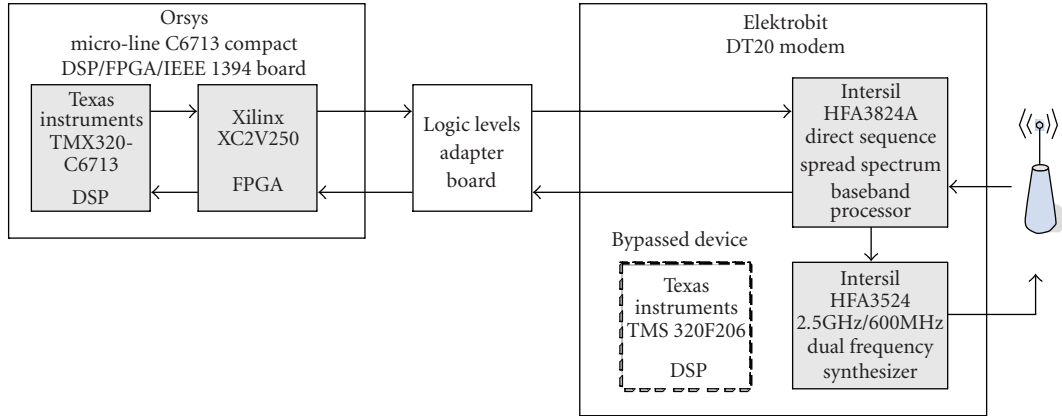 Orsys
micro-line C6713 compact
DSP/FPGA/IEEE 1394 board
Texas
instruments
TMX320-
C6713
DSP
Xilinx
XC2V250
FPGA
Logic levels
adapter
board
Elektrobit
DT20 modem
Intersil
HFA3824A
direct sequence
spread spectrum
baseband
processor
Bypassed device
Texas
instruments
TMS 320F206
DSP
Intersil
HFA3524
2.5GHz/600MHz
dual frequency
synthesizer